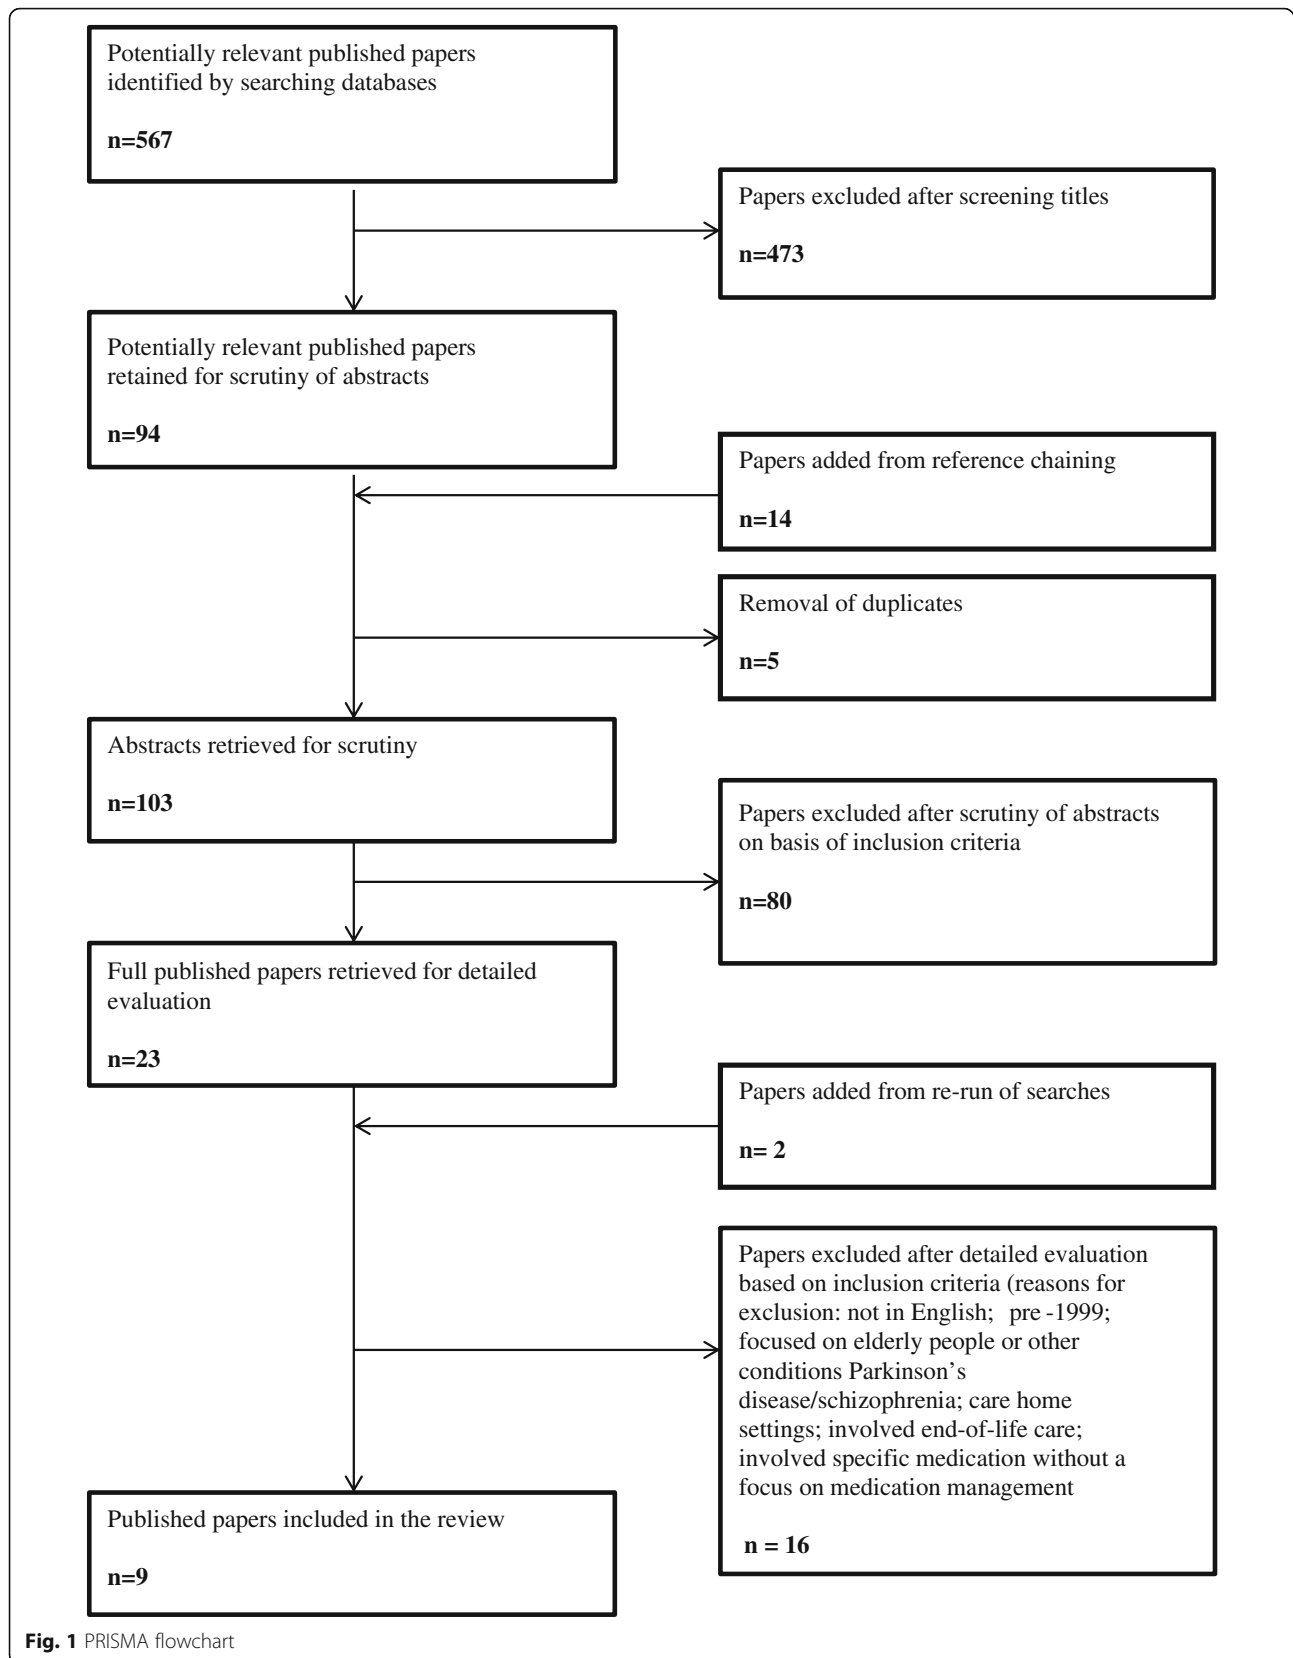 Potentially relevant published papers
identified by searching databases
n=567
Papers excluded after screening titles
n=473
Potentially relevant published papers
retained for scrutiny of abstracts
n=94
Papers added from reference chaining
n=14
Removal of duplicates
n=5
Abstracts retrieved for scrutiny
n=103
Papers excluded after scrutiny of abstracts
on basis of inclusion criteria
n=80
Full published papers retrieved for detailed
evaluation
n=23
Papers added from re-run of searches
n= 2
Papers excluded after detailed evaluation
based on inclusion criteria (reasons for
exclusion: not in English; pre -1999;
focused on elderly people or other
conditions Parkinson's
disease/schizophrenia; care home
settings; involved end-of-life care;
involved specific medication without a
focus on medication management
n = 16
Published papers included in the review
n=9
Fig. 1 PRISMA flowchart